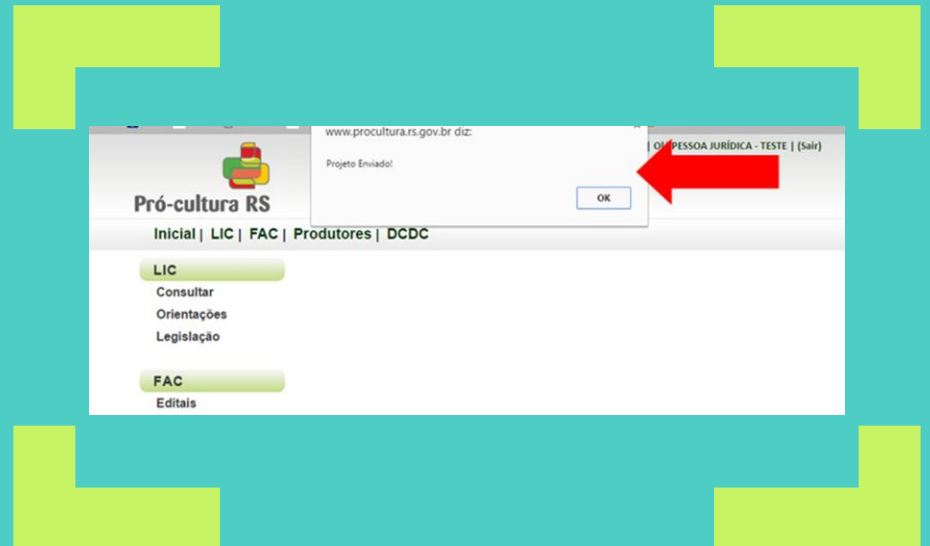 www.procultura.rs.gov.br diz:
PESSOA JURÍDICA - TESTE | (Sair)
Projeto Enviado!
OK
Pró-cultura RS
Inicial | LIC | FAC | Produtores | DCDC
LIC
Consultar
Orientações
Legislação
FAC
Editais